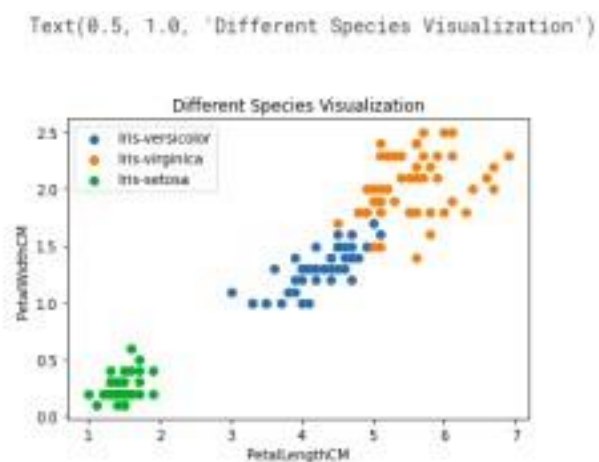 Text(0.5, 1.0, 'Different Species Visualization')
Different Species Visualization
2.5
2.0
1.5
1.0
0.5
0.0
PetalWidthCM
Iris-versicolor
Iris-virginica
Iris-setosa
1 2 3 4 5 6 7
PetalLengthCM